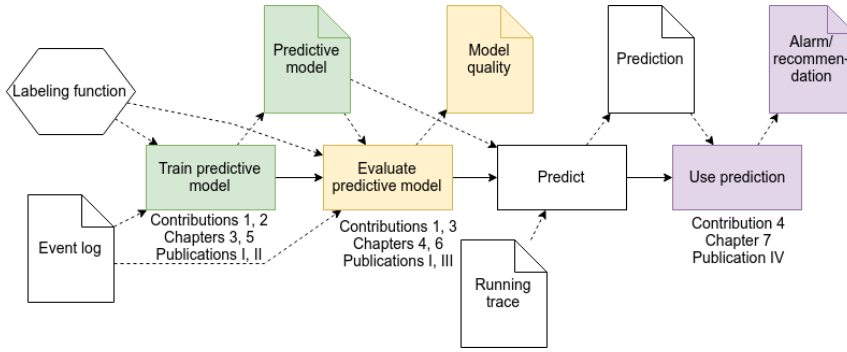 Predictive
model
Model
quality
Prediction
Alarm/
recommen-
dation
Labeling function
Train predictive
model
Evaluate
predictive model
Predict
Use prediction
Contributions 1, 2
Chapters 3, 5
Publications I, II
Contributions 1, 3
Chapters 4, 6
Publications I, III
Contribution 4
Chapter 7
Publication IV
Event log
Running
trace